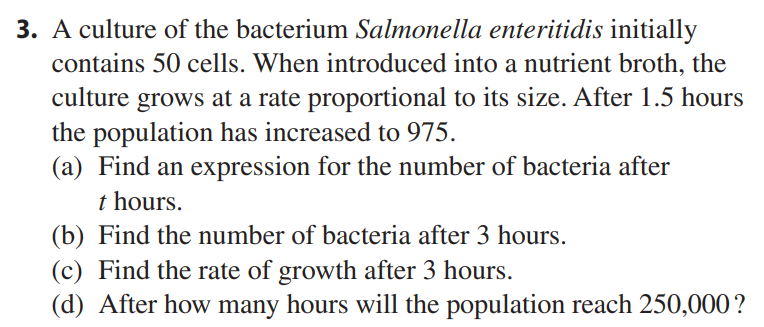 3. A culture of the bacterium Salmonella enteritidis initially
contains 50 cells. When introduced into a nutrient broth, the
culture grows at a rate proportional to its size. After 1.5 hours
the population has increased to 975.
(a) Find an expression for the number of bacteria after
t hours.
(b) Find the number of bacteria after 3 hours.
(c) Find the rate of growth after 3 hours.
(d) After how many hours will the population reach 250,000?